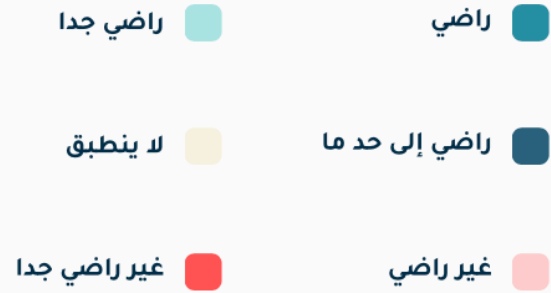 راضي
راضي جدا
راضي إلى حد ما
لا ينطبق
غير راضي
غير راضي جدا